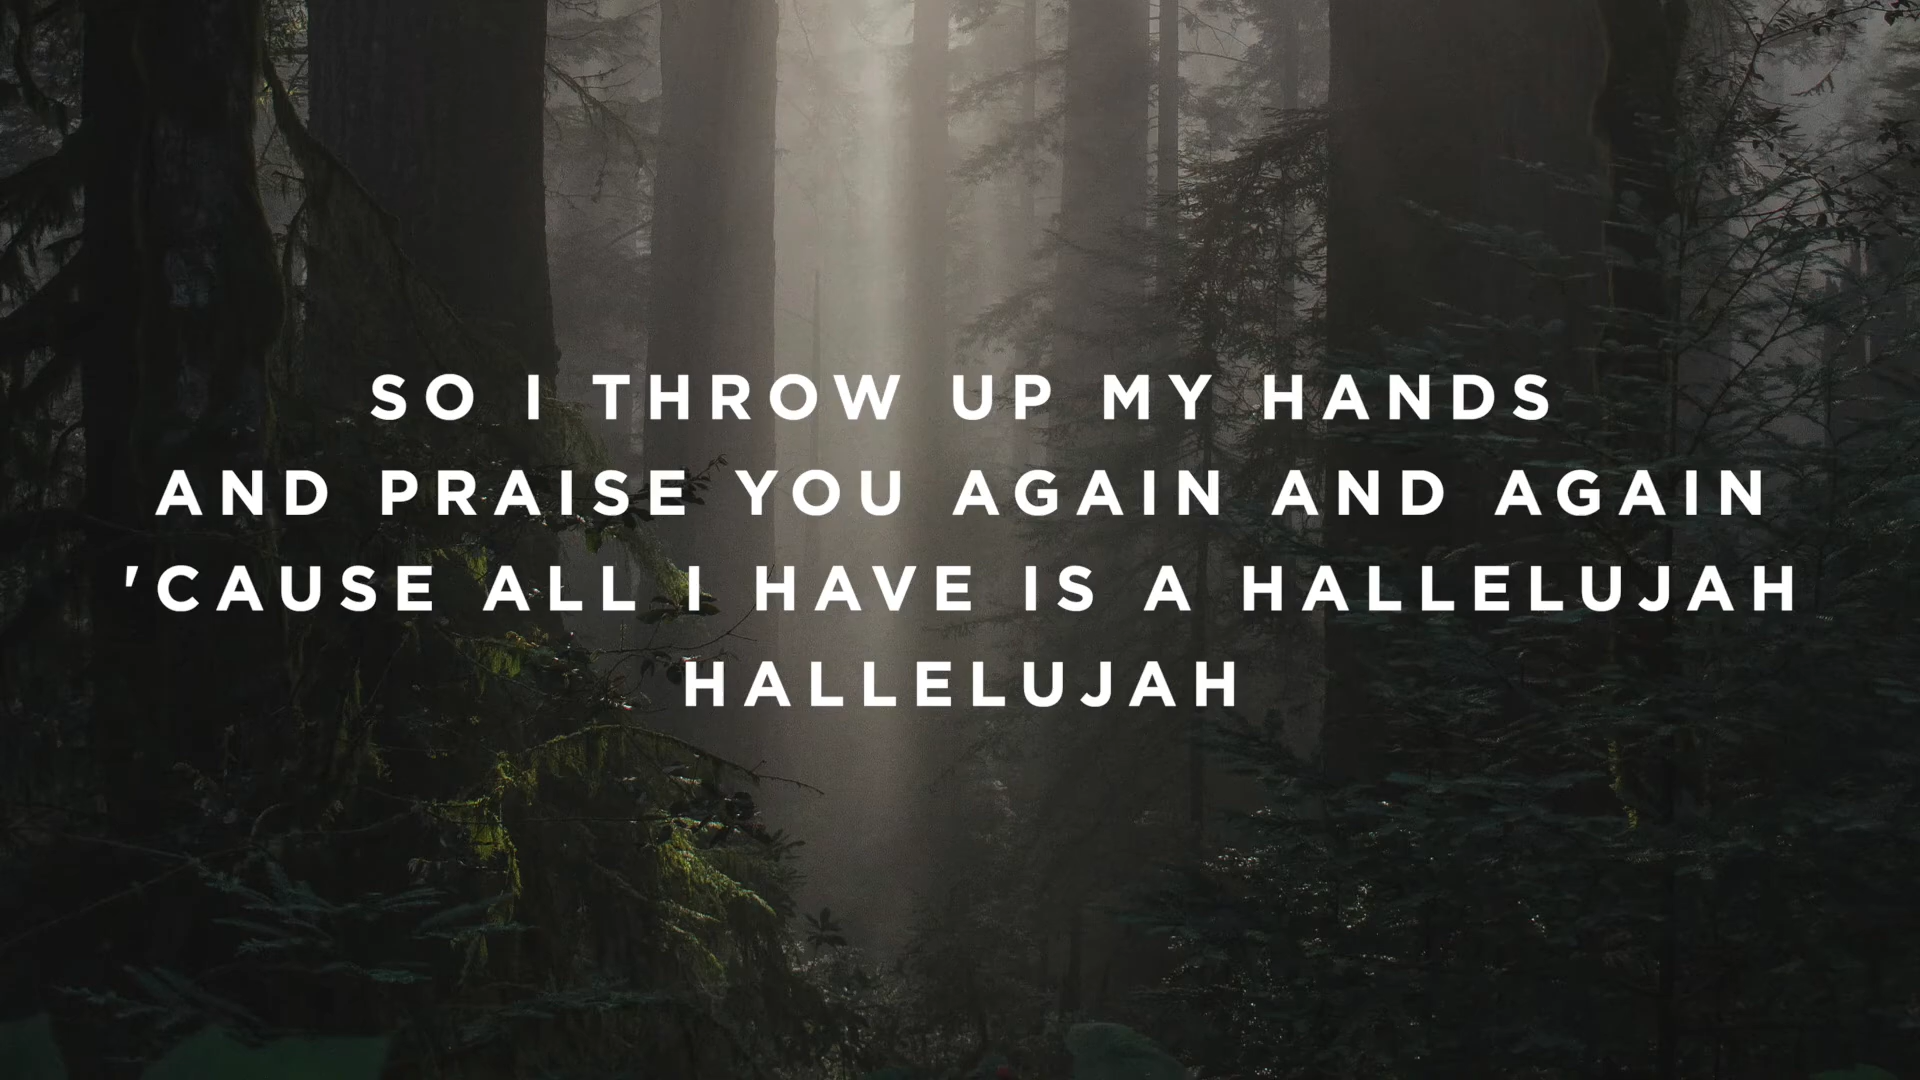 SO I THROW UP MY HANDS
AND PRAISE YOU AGAIN AND AGAIN
'CAUSE ALL I HAVE IS A HALLELUJAH
HALLELUJAH